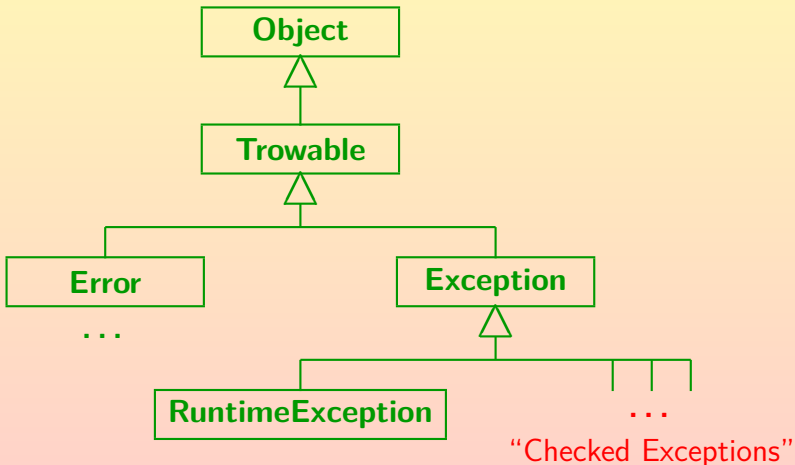 Object
Trowable
Error
Exception
...
RuntimeException
...
“Checked Exceptions”